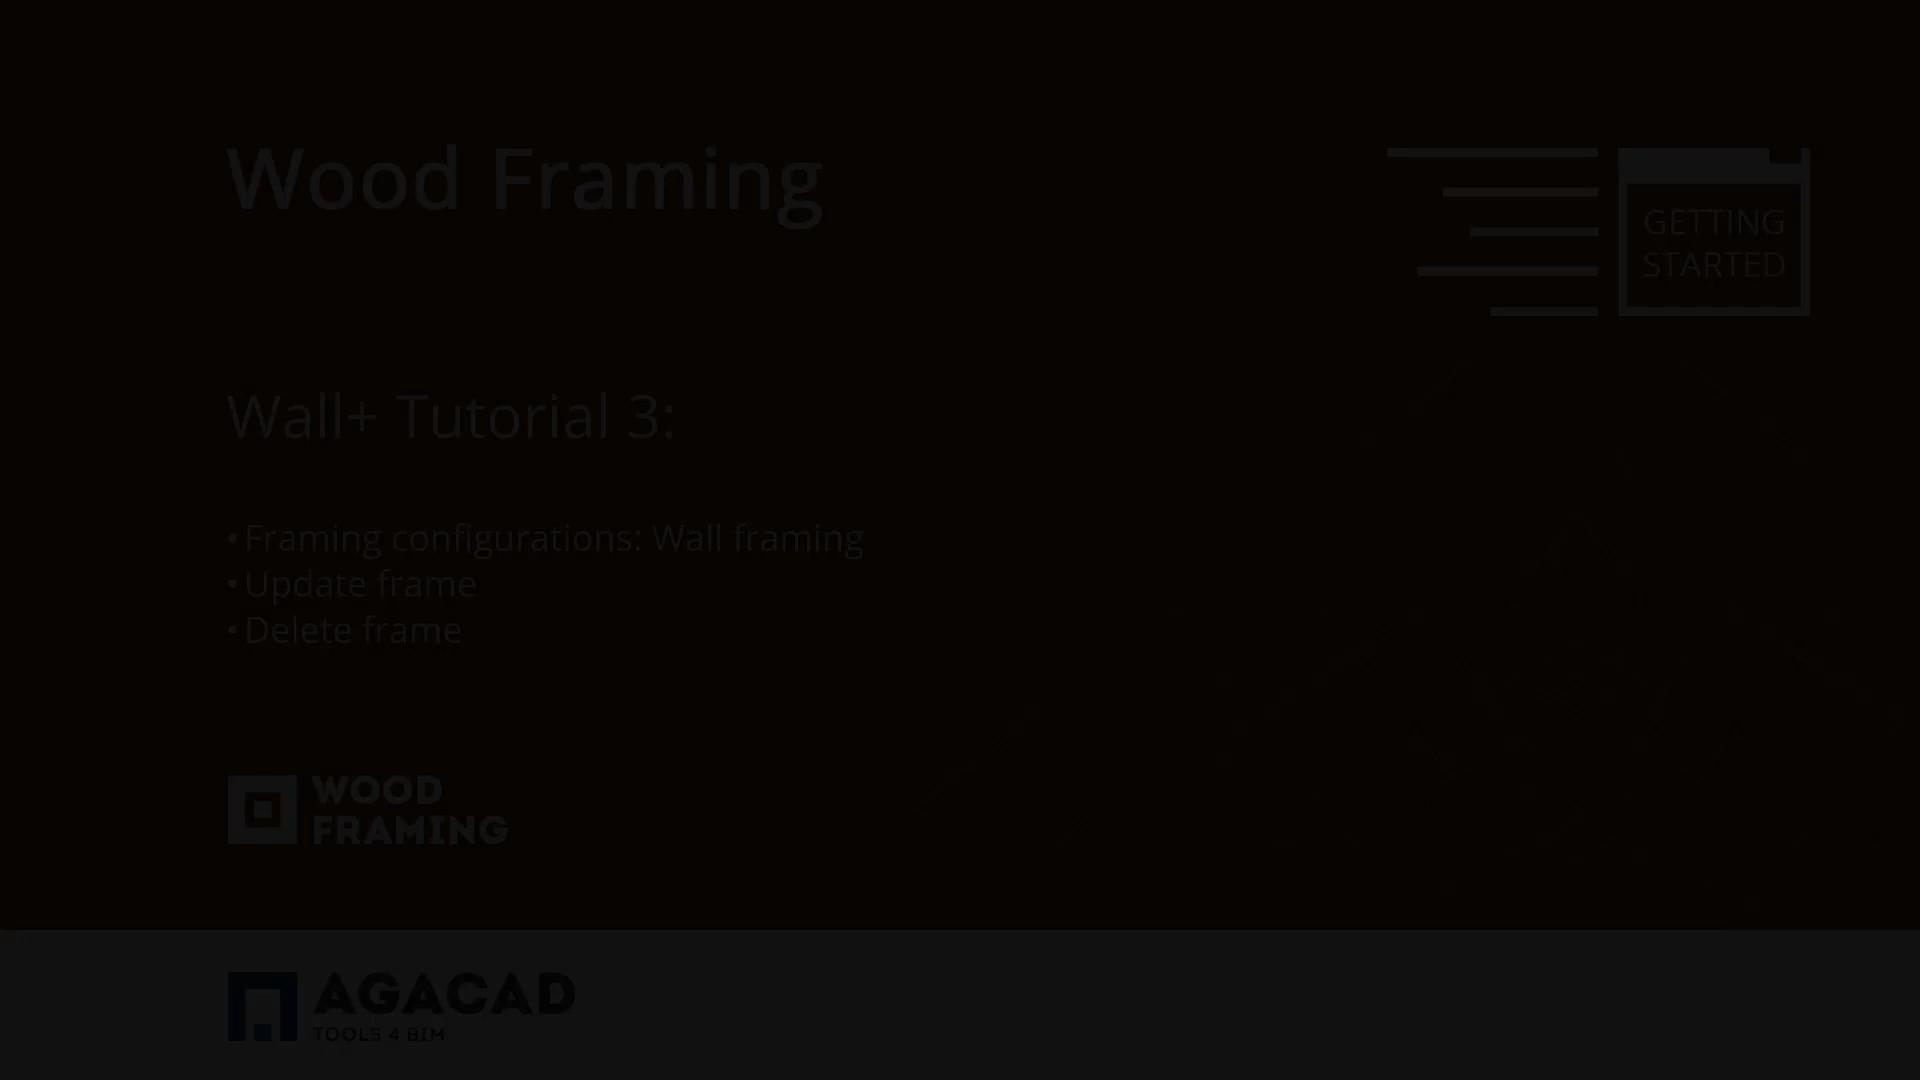 Wood Framing
GETTING
STARTED
Wall+ Tutorial 3:
• Framing configurations: Wall framing
• Update frame
• Delete frame
WOOD
FRAMING
AGACAD
TOOLS 4 BIM